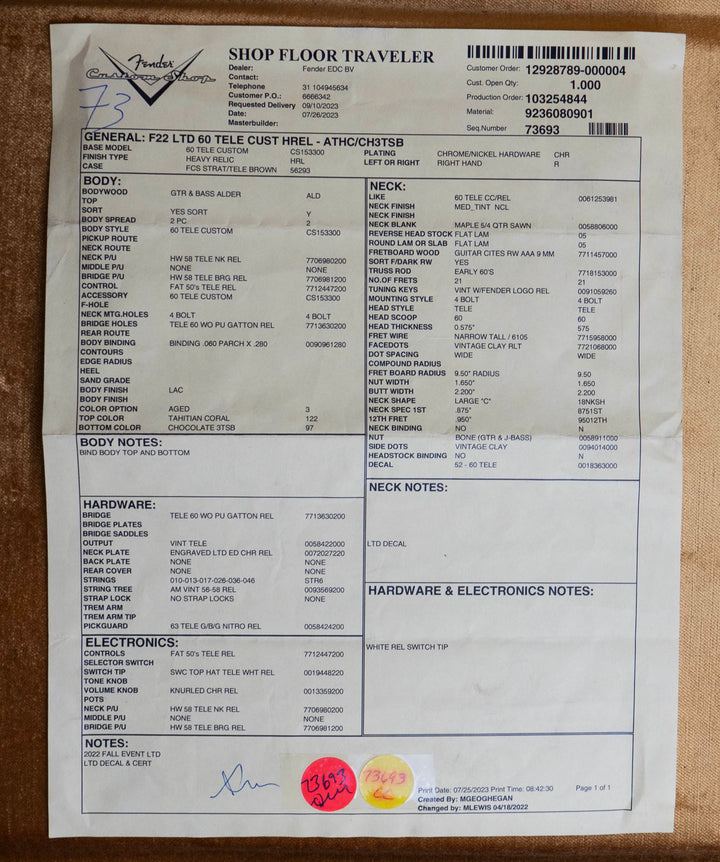 Fender
Custom Shop
73
SHOP FLOOR TRAVELER
Dealer: Fender EDC BV
Contact:
Telephone 31 104945634
Customer P.O.: 6666342
Requested Delivery 09/10/2023
Date: 07/26/2023
Masterbuilder:
Customer Order: 12928789-000004
Cust. Open Qty: 1.000
Production Order: 103254844
Material: 9236080901
Seq.Number 73693
GENERAL: F22 LTD 60 TELE CUST HREL - ATHC/CH3TSB
BASE MODEL 60 TELE CUSTOM CS153300 PLATING CHROME/NICKEL HARDWARE CHR
FINISH TYPE HEAVY RELIC HRL LEFT OR RIGHT RIGHT HAND R
CASE FCS STRAT/TELE BROWN 56293
BODY:
BODYWOOD GTR & BASS ALDER ALD
TOP
SORT YES SORT Y
BODY SPREAD 2 PC 2
BODY STYLE 60 TELE CUSTOM CS153300
PICKUP ROUTE
NECK ROUTE
NECK P/U HW 58 TELE NK REL 7706980200
MIDDLE P/U NONE NONE
BRIDGE P/U HW 58 TELE BRG REL 7706981200
CONTROL FAT 50's TELE REL 7712447200
ACCESSORY 60 TELE CUSTOM CS153300
F-HOLE
NECK MTG.HOLES 4 BOLT 4 BOLT
BRIDGE HOLES TELE 60 WO PU GATTON REL 7713630200
REAR ROUTE
BODY BINDING BINDING .060 PARCH X .280 0090961280
CONTOURS
EDGE RADIUS
HEEL
SAND GRADE
BODY FINISH LAC
BODY FINISH
COLOR OPTION AGED 3
TOP COLOR TAHITIAN CORAL 122
BOTTOM COLOR CHOCOLATE 3TSB 97
BODY NOTES:
BIND BODY TOP AND BOTTOM
HARDWARE:
BRIDGE TELE 60 WO PU GATTON REL 7713630200
BRIDGE PLATES
BRIDGE SADDLES
OUTPUT VINT TELE 0058422000
NECK PLATE ENGRAVED LTD ED CHR REL 0072027220
BACK PLATE NONE NONE
REAR COVER NONE NONE
STRINGS 010-013-017-026-036-046 STR6
STRING TREE AM VINT 56-58 REL 0093569200
STRAP LOCK NO STRAP LOCKS NONE
TREM ARM
TREM ARM TIP
PICKGUARD 63 TELE G/B/G NITRO REL 0058424200
ELECTRONICS:
CONTROLS FAT 50's TELE REL 7712447200
SELECTOR SWITCH
SWITCH TIP SWC TOP HAT TELE WHT REL 0019448220
TONE KNOB
VOLUME KNOB KNURLED CHR REL 0013359200
POTS
NECK P/U HW 58 TELE NK REL 7706980200
MIDDLE P/U NONE NONE
BRIDGE P/U HW 58 TELE BRG REL 7706981200
NECK:
LIKE 60 TELE CC/REL 0061253981
NECK FINISH MED_TINT NCL
NECK FINISH
NECK BLANK MAPLE 5/4 QTR SAWN 0058806000
REVERSE HEAD STOCK FLAT LAM 05
ROUND LAM OR SLAB FLAT LAM 05
FRETBOARD WOOD GUITAR CITES RW AAA 9 MM 7711457000
SORT F/DARK RW YES
TRUSS ROD EARLY 60'S 7718153000
NO.OF FRETS 21 21
TUNING KEYS VINT W/FENDER LOGO REL 0091059260
MOUNTING STYLE 4 BOLT 4 BOLT
HEAD STYLE TELE TELE
HEAD SCOOP 60 60
HEAD THICKNESS 0.575" 575
FRET WIRE NARROW TALL / 6105 7715958000
FACEDOTS VINTAGE CLAY RLT 7721068000
DOT SPACING WIDE WIDE
COMPOUND RADIUS
FRET BOARD RADIUS 9.50" RADIUS 9.50
NUT WIDTH 1.650" 1.650
BUTT WIDTH 2.200" 2.200
NECK SHAPE LARGE "C" 18NKSH
NECK SPEC 1ST .875" 8751ST
12TH FRET .950" 95012TH
NECK BINDING NO N
NUT BONE (GTR & J-BASS) 0058911000
SIDE DOTS VINTAGE CLAY 0094014000
HEADSTOCK BINDING NO N
DECAL 52 - 60 TELE 0018363000
NECK NOTES:
LTD DECAL
HARDWARE & ELECTRONICS NOTES:
WHITE REL SWITCH TIP
NOTES:
2022 FALL EVENT LTD
LTD DECAL & CERT
73693
73693
CC
Print Date: 07/25/2023 Print Time: 08:42:30 Page 1 of 1
Created By: MGEOGHEGAN
Changed by: MLEWIS 04/18/2022